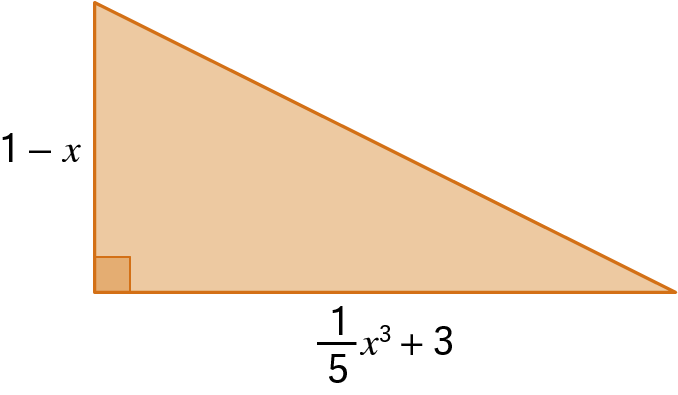 1 − x
1/5 x³ + 3